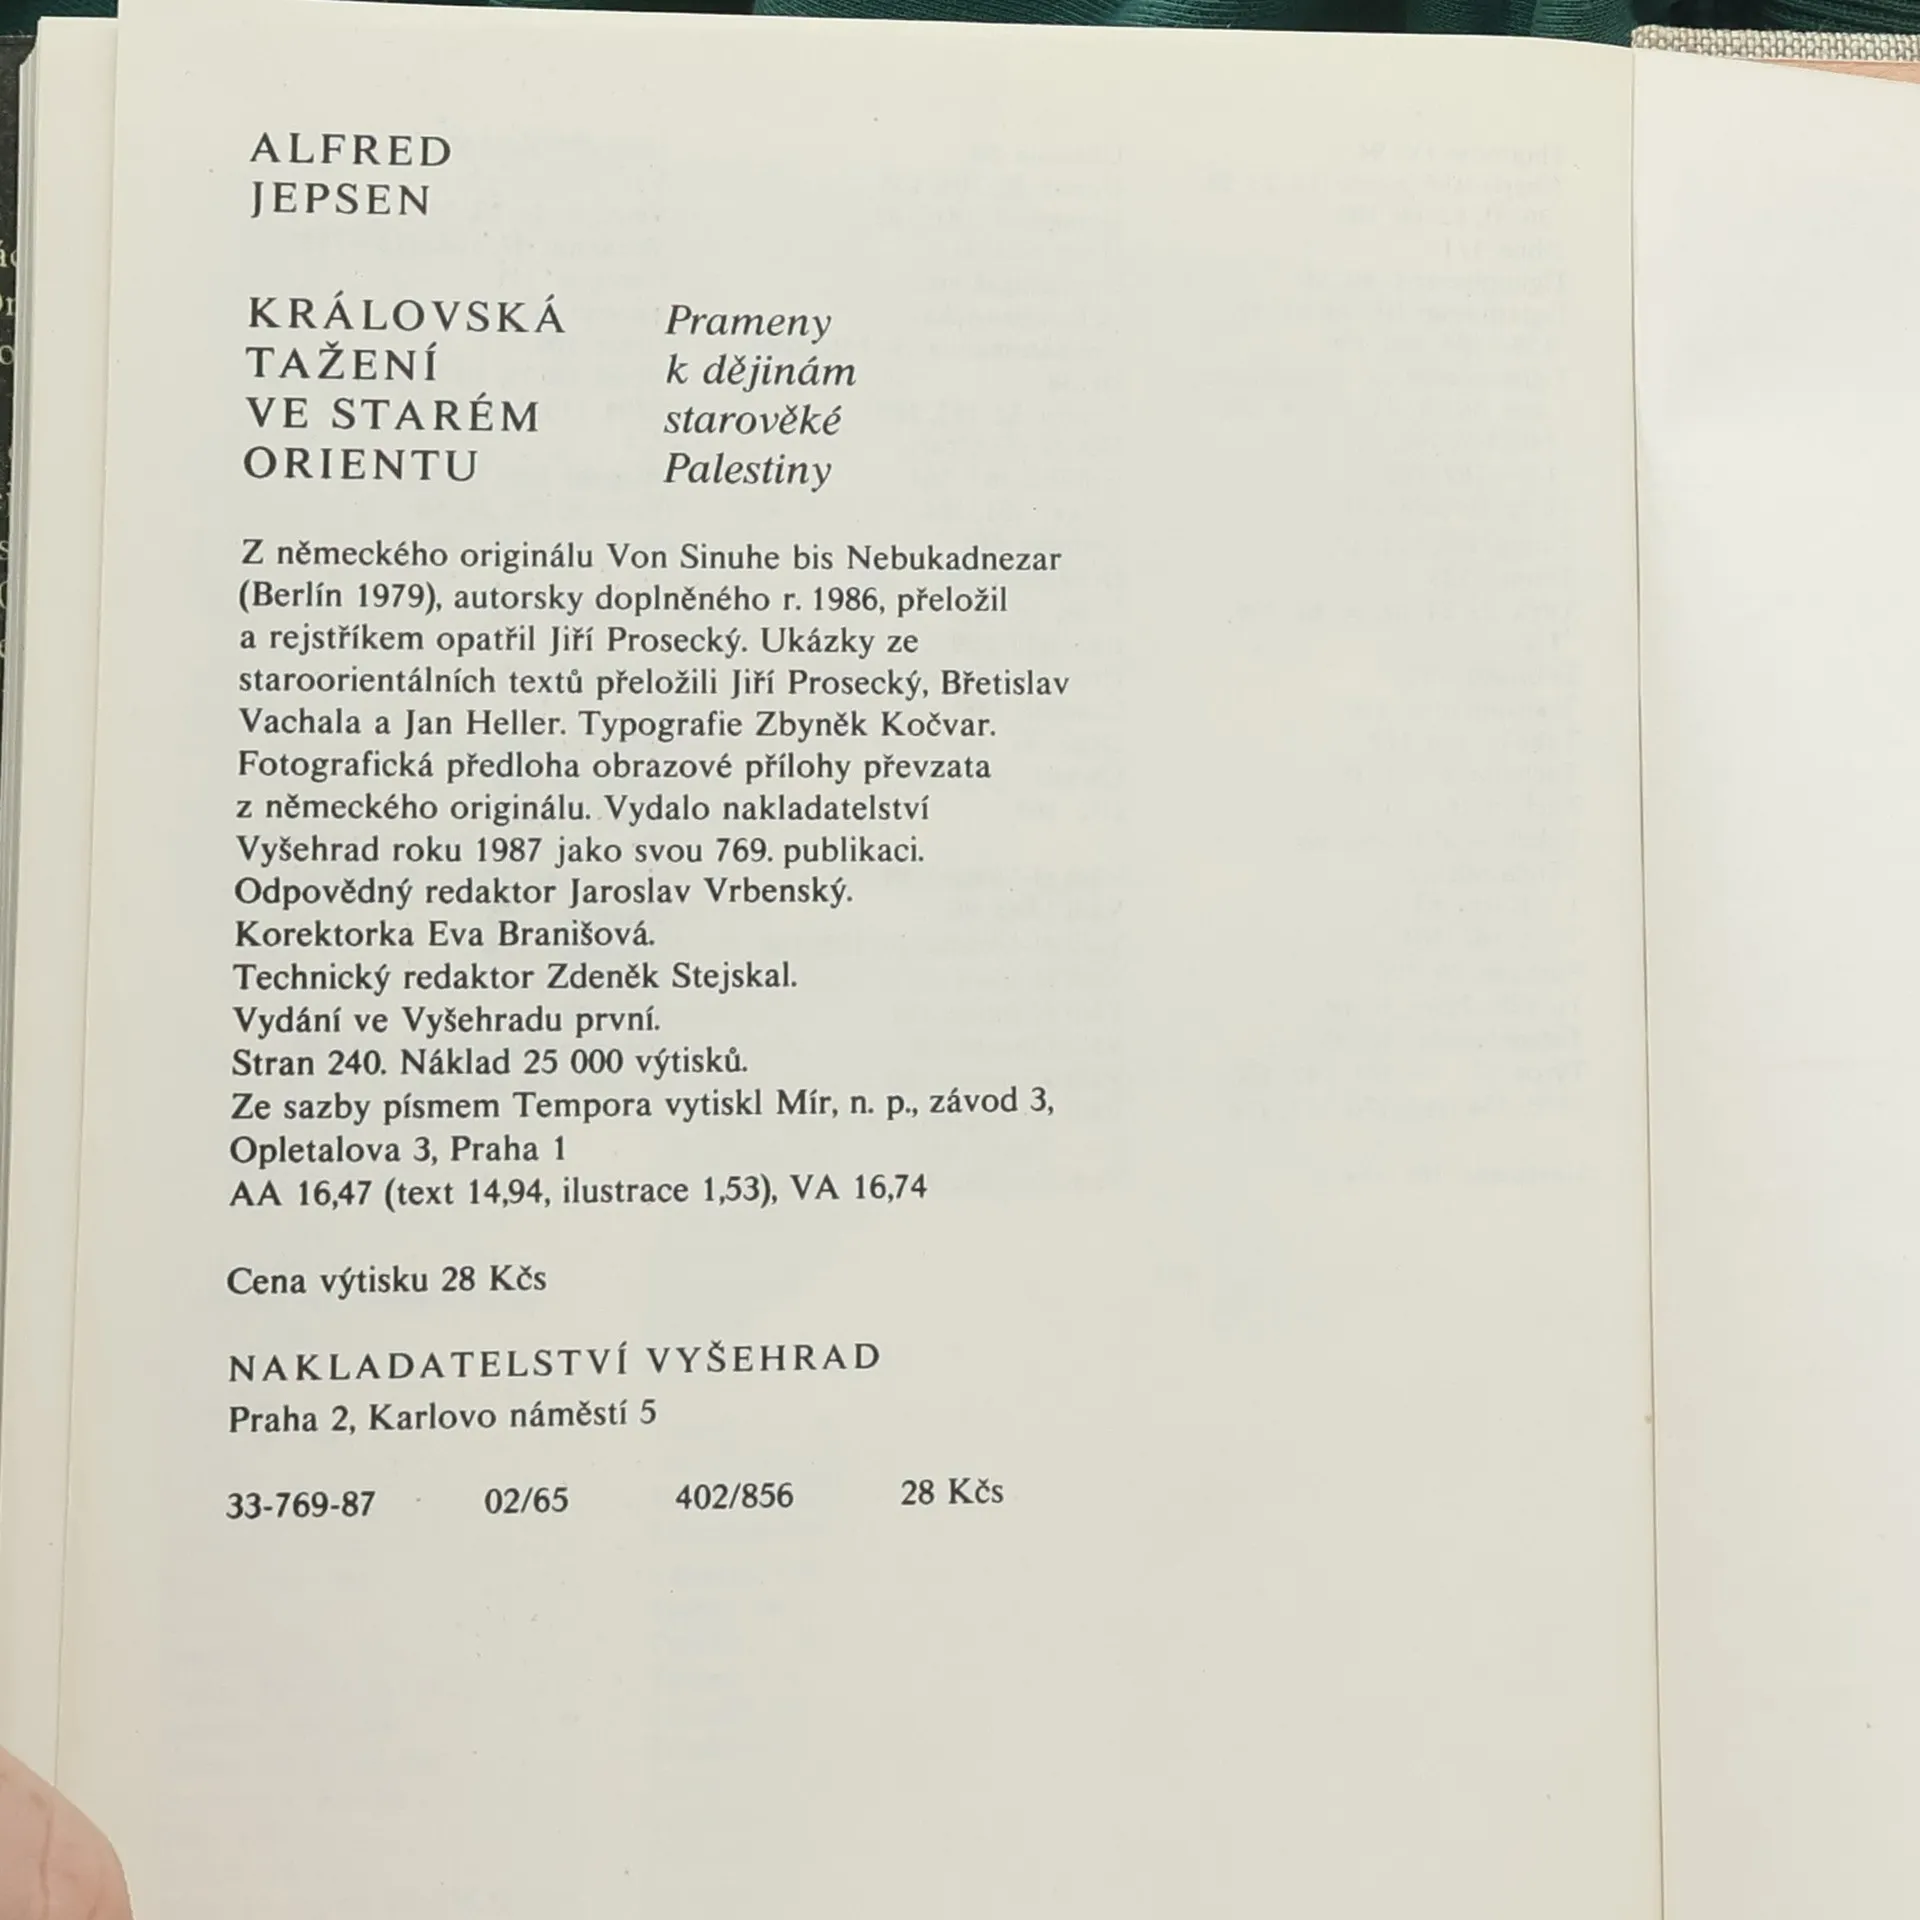 ALFRED
JEPSEN
KRÁLOVSKÁ
TAŽENÍ
VE STARÉM
ORIENTU
Prameny
k dějinám
starověké
Palestiny
Z německého originálu Von Sinuhe bis Nebukadnezar
(Berlín 1979), autorsky doplněného r. 1986, přeložil
a rejstříkem opatřil Jiří Prosecký. Ukázky ze
staroorientálních textů přeložili Jiří Prosecký, Břetislav
Vachala a Jan Heller. Typografie Zbyněk Kočvar.
Fotografická předloha obrazové přílohy převzata
z německého originálu. Vydalo nakladatelství
Vyšehrad roku 1987 jako svou 769. publikaci.
Odpovědný redaktor Jaroslav Vrbenský.
Korektorka Eva Branišová.
Technický redaktor Zdeněk Stejskal.
Vydání ve Vyšehradu první.
Stran 240. Náklad 25 000 výtisků.
Ze sazby písmem Tempora vytiskl Mír, n. p., závod 3,
Opletalova 3, Praha 1
AA 16,47 (text 14,94, ilustrace 1,53), VA 16,74
Cena výtisku 28 Kčs
NAKLADATELSTVÍ VYŠEHRAD
Praha 2, Karlovo náměstí 5
33-769-87 02/65 402/856 28 Kčs